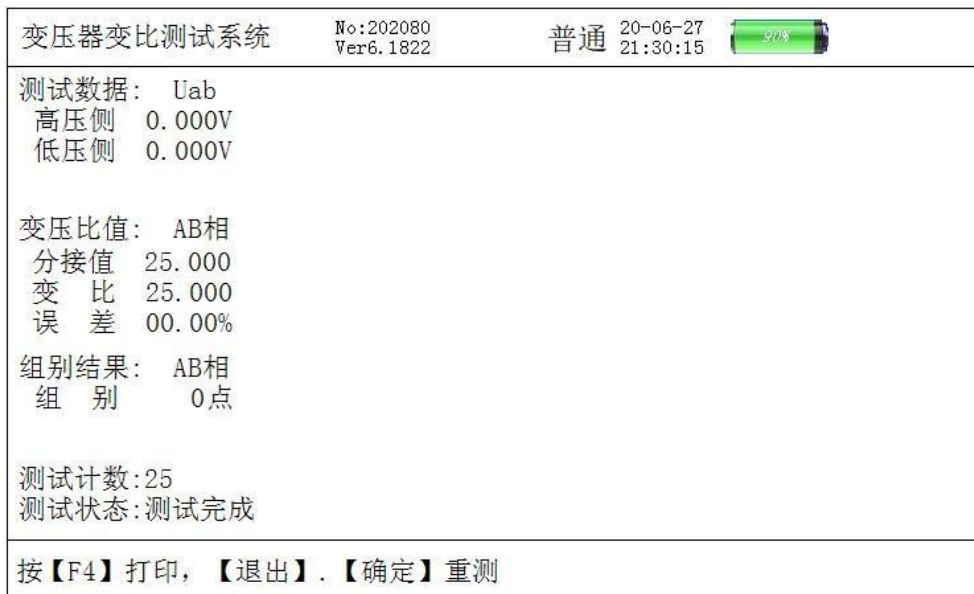 变压器变比测试系统 No:202080 普通 20-06-27 90%
Ver6.1822 21:30:15
测试数据: Uab
高压侧 0.000V
低压侧 0.000V
变压比值: AB相
分接值 25.000
变 比 25.000
误 差 00.00%
组别结果: AB相
组 别 0点
测试计数:25
测试状态:测试完成
按【F4】打印，【退出】.【确定】重测